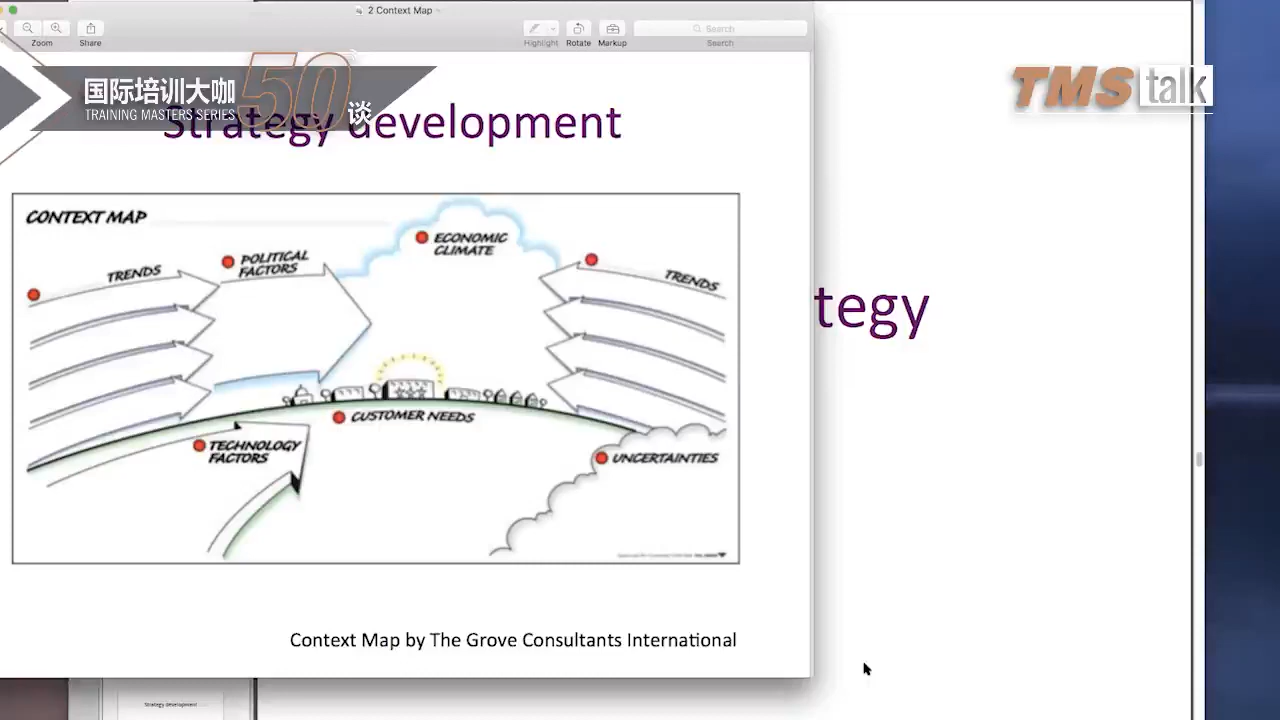 2 Context Map
Zoom
Share
Highlight
Rotate
Markup
Search
Search
国际培训大咖
50
谈
TRAINING MASTERS SERIES
TMS talk
Strategy development
tegy
CONTEXT MAP
TRENDS
POLITICAL
FACTORS
ECONOMIC
CLIMATE
TRENDS
CUSTOMER NEEDS
TECHNOLOGY
FACTORS
UNCERTAINTIES
Context Map by The Grove Consultants International
Strategy development